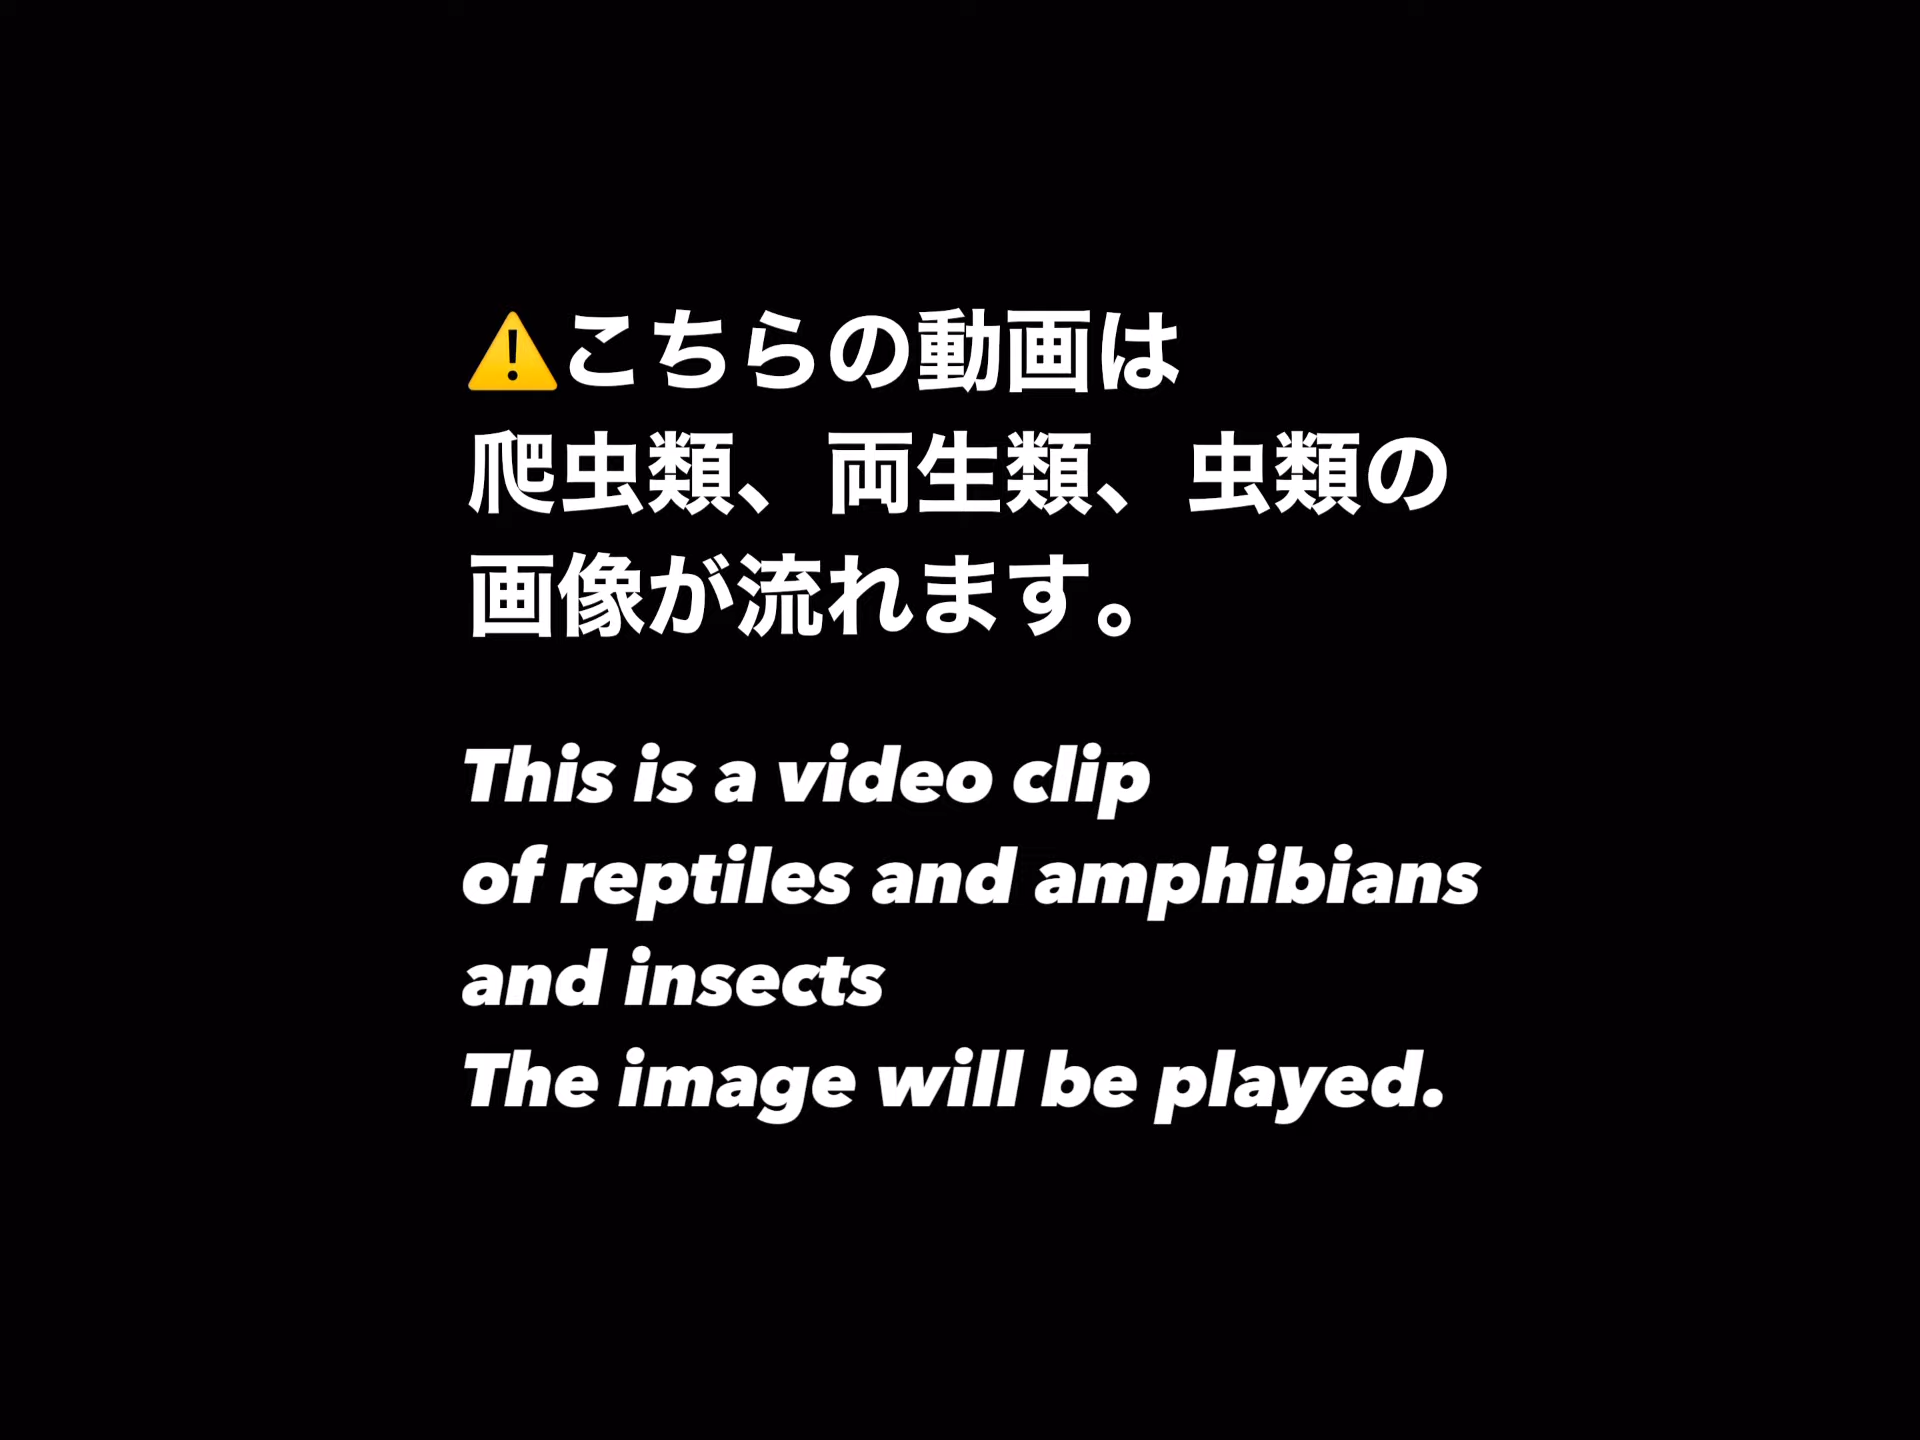 ⚠️こちらの動画は
爬虫類、両生類、虫類の
画像が流れます。
This is a video clip
of reptiles and amphibians
and insects
The image will be played.